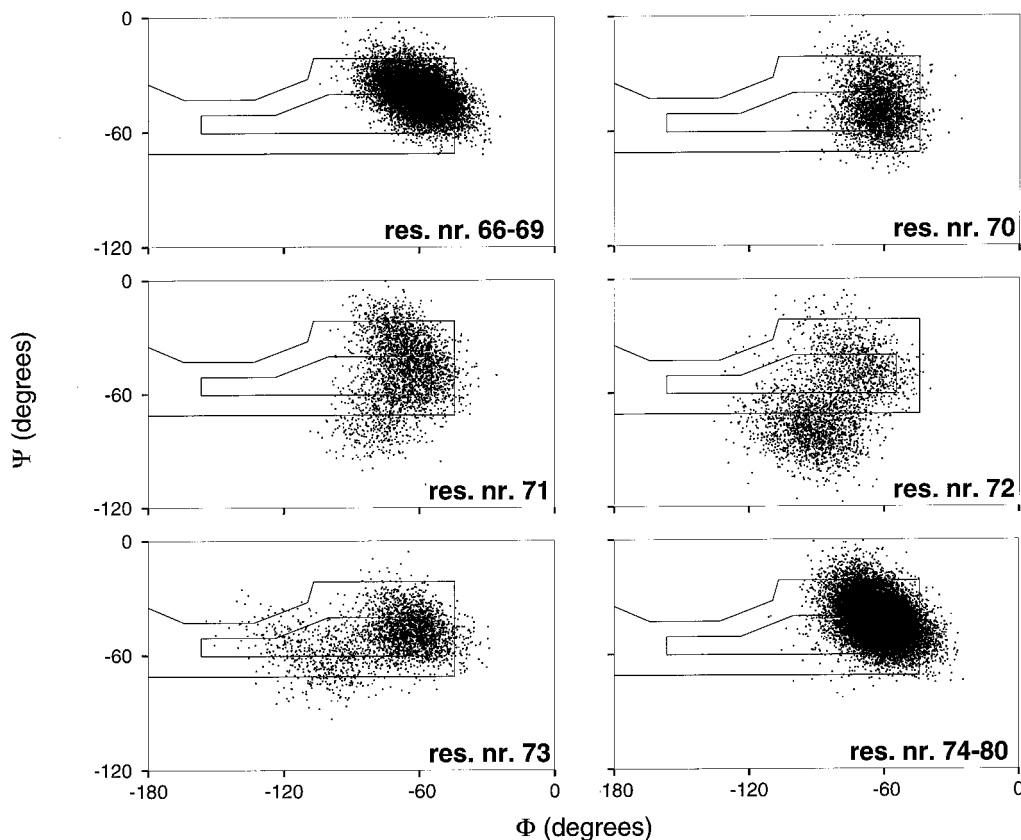 0
-60
-120
res. nr. 66-69
res. nr. 70
0
-60
-120
res. nr. 71
res. nr. 72
0
-60
-120
res. nr. 73
res. nr. 74-80
-180
-120
-60
0
-180
-120
-60
0
Ψ (degrees)
Φ (degrees)